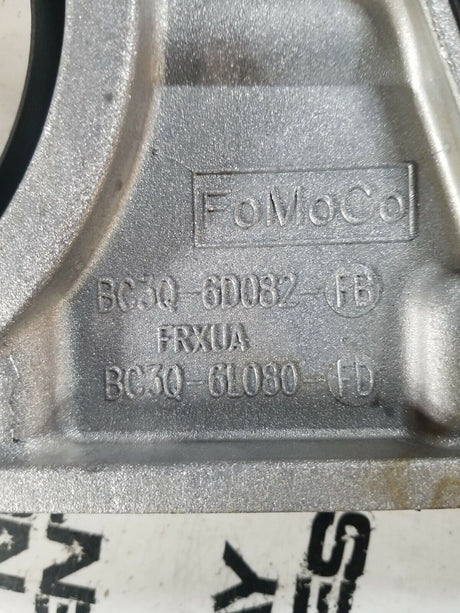 FoMoCo
BC3Q-6D082-FB
FRXUA
BC3Q-6L080-FD